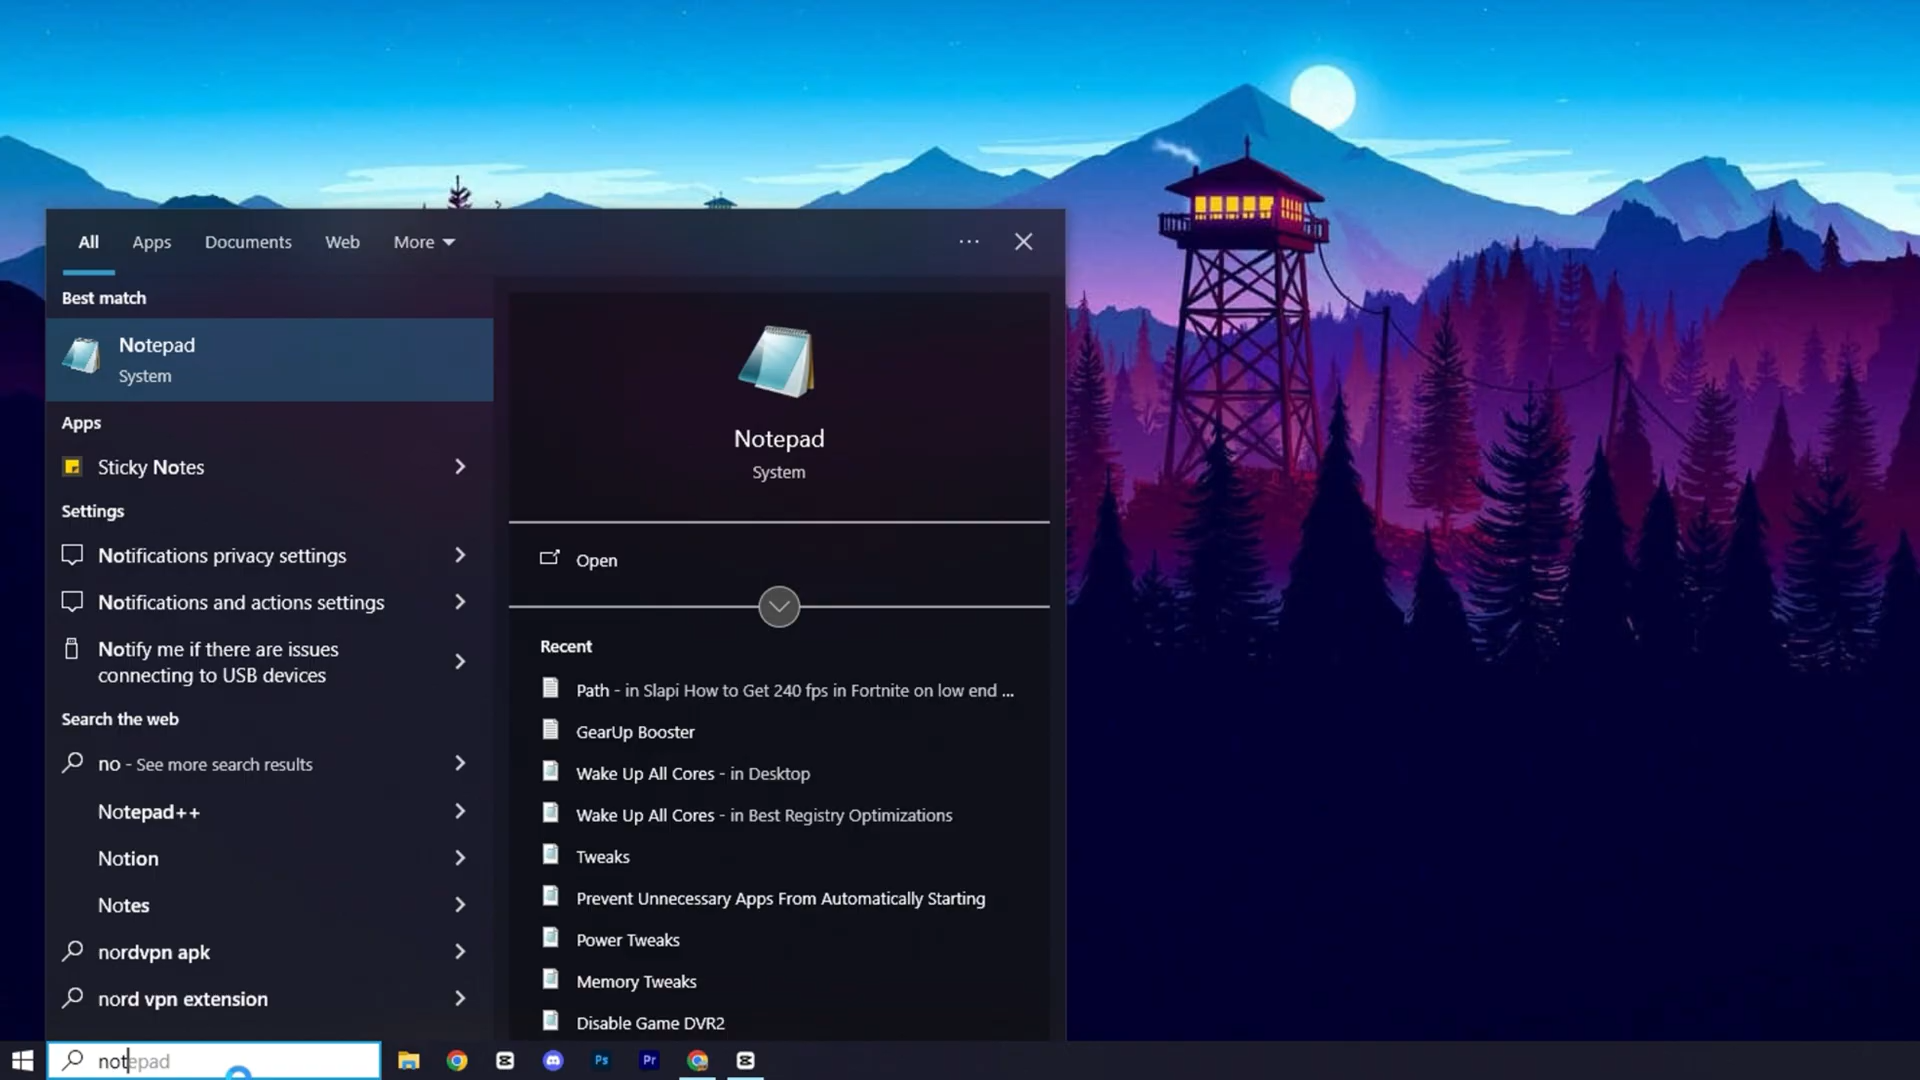 All Apps Documents Web More
Best match
Notepad
System
Apps
Sticky Notes
Settings
Notifications privacy settings
Notifications and actions settings
Notify me if there are issues
connecting to USB devices
Search the web
no - See more search results
Notepad++
Notion
Notes
nordvpn apk
nord vpn extension
Notepad
System
Open
Recent
Path - in Slapi How to Get 240 fps in Fortnite on low end ...
GearUp Booster
Wake Up All Cores - in Desktop
Wake Up All Cores - in Best Registry Optimizations
Tweaks
Prevent Unnecessary Apps From Automatically Starting
Power Tweaks
Memory Tweaks
Disable Game DVR2
notepad
Ps Pr